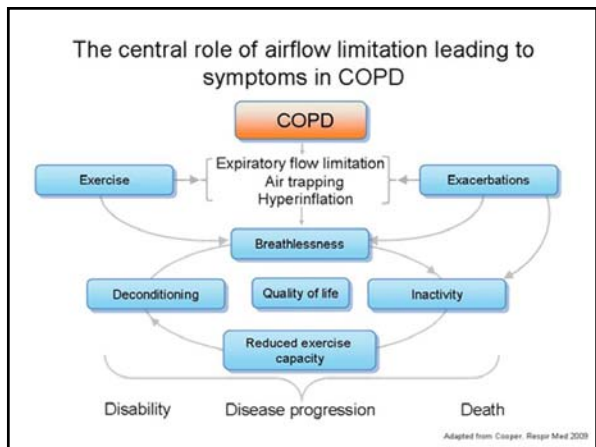 The central role of airflow limitation leading to
symptoms in COPD
COPD
Expiratory flow limitation
Air trapping
Hyperinflation
Exercise
Exacerbations
Breathlessness
Deconditioning
Quality of life
Inactivity
Reduced exercise
capacity
Disability
Disease progression
Death
Adapted from Cooper. Respir Med 2009